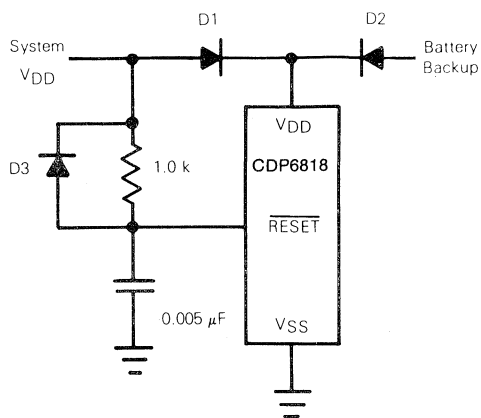 D1
D2
System
VDD
Battery
Backup
VDD
CDP6818
D3
1.0 k
RESET
0.005 µF
VSS